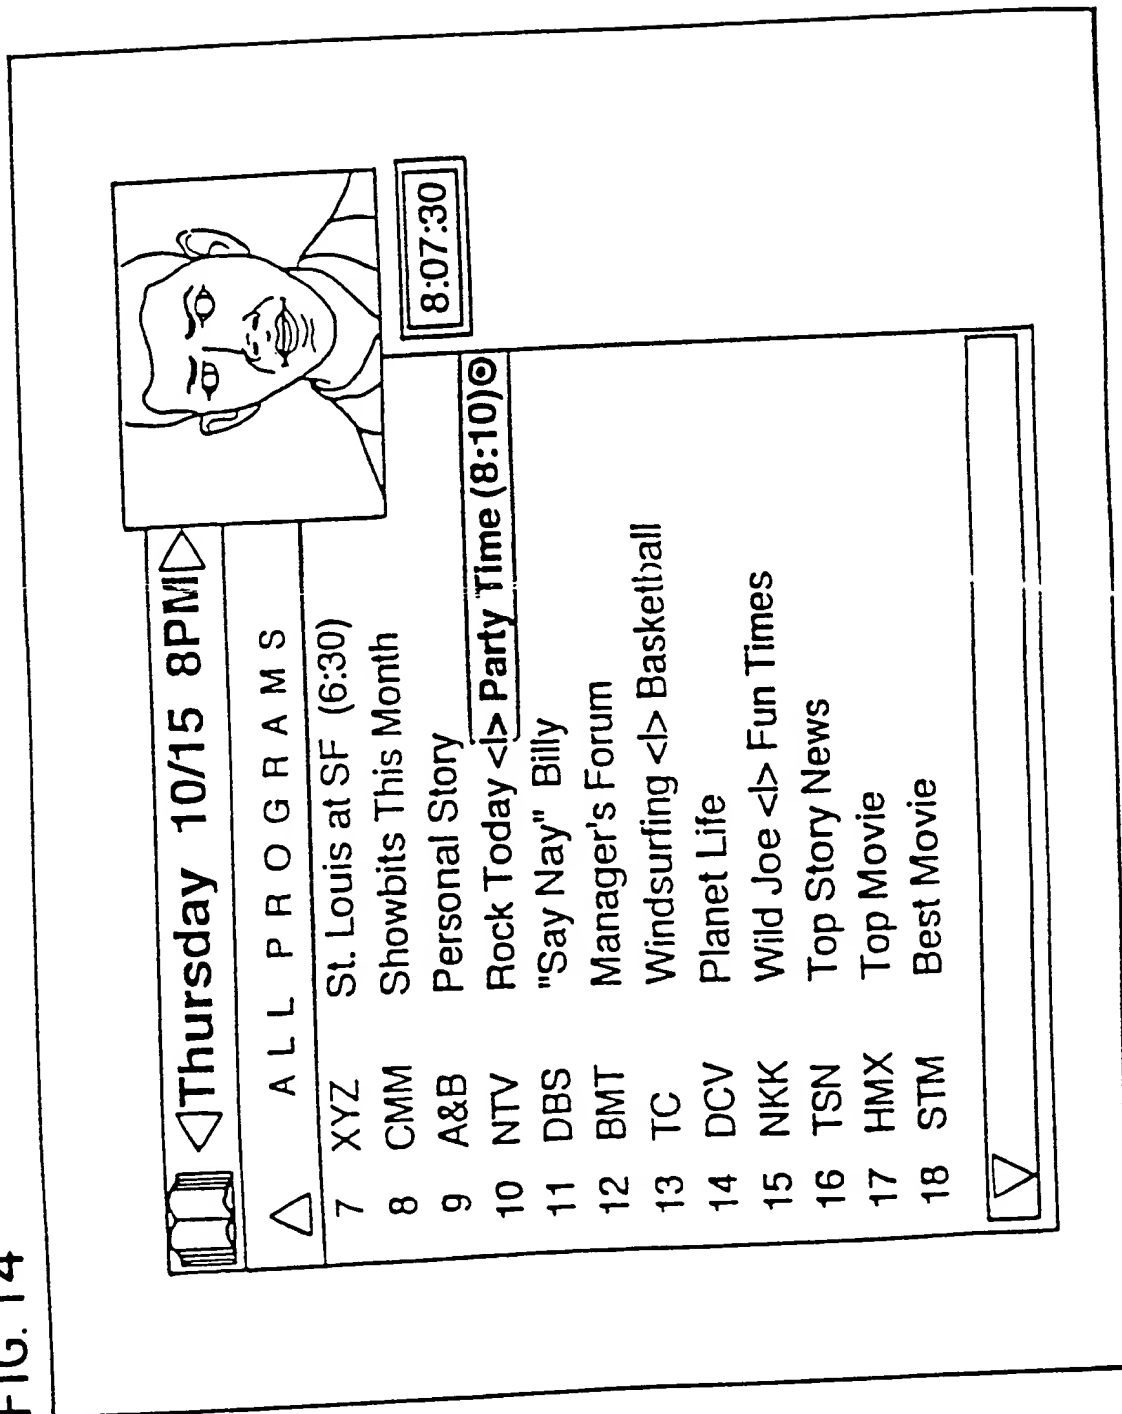 FIG. 14
Thursday 10/15 8PM
8:07:30
ALL PROGRAMS
7 XYZ St. Louis at SF (6:30)
8 CMM Showbits This Month
9 A&B Personal Story
10 NTV Rock Today <|> Party Time (8:10)
11 DBS "Say Nay" Billy
12 BMT Manager's Forum
13 TC Windsurfing <|> Basketball
14 DCV Planet Life
15 NKK Wild Joe <|> Fun Times
16 TSN Top Story News
17 HMX Top Movie
18 STM Best Movie